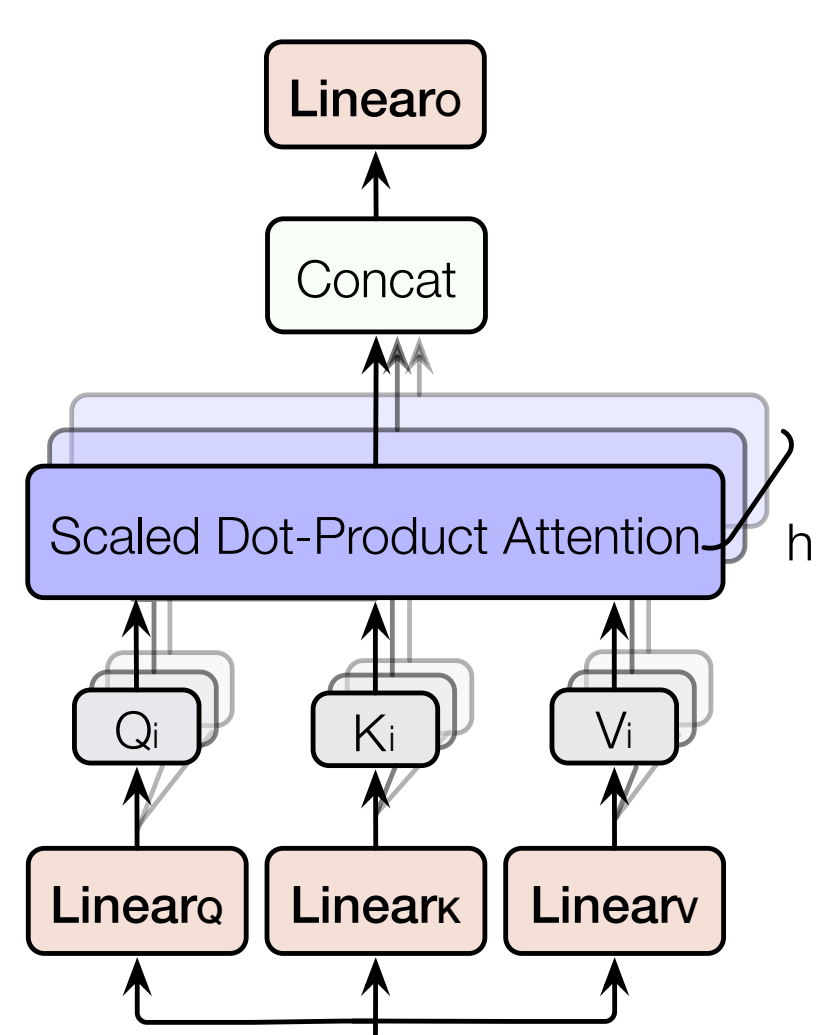 LinearO
Concat
Scaled Dot-Product Attention
h
Qi Ki Vi
LinearQ LinearK LinearV